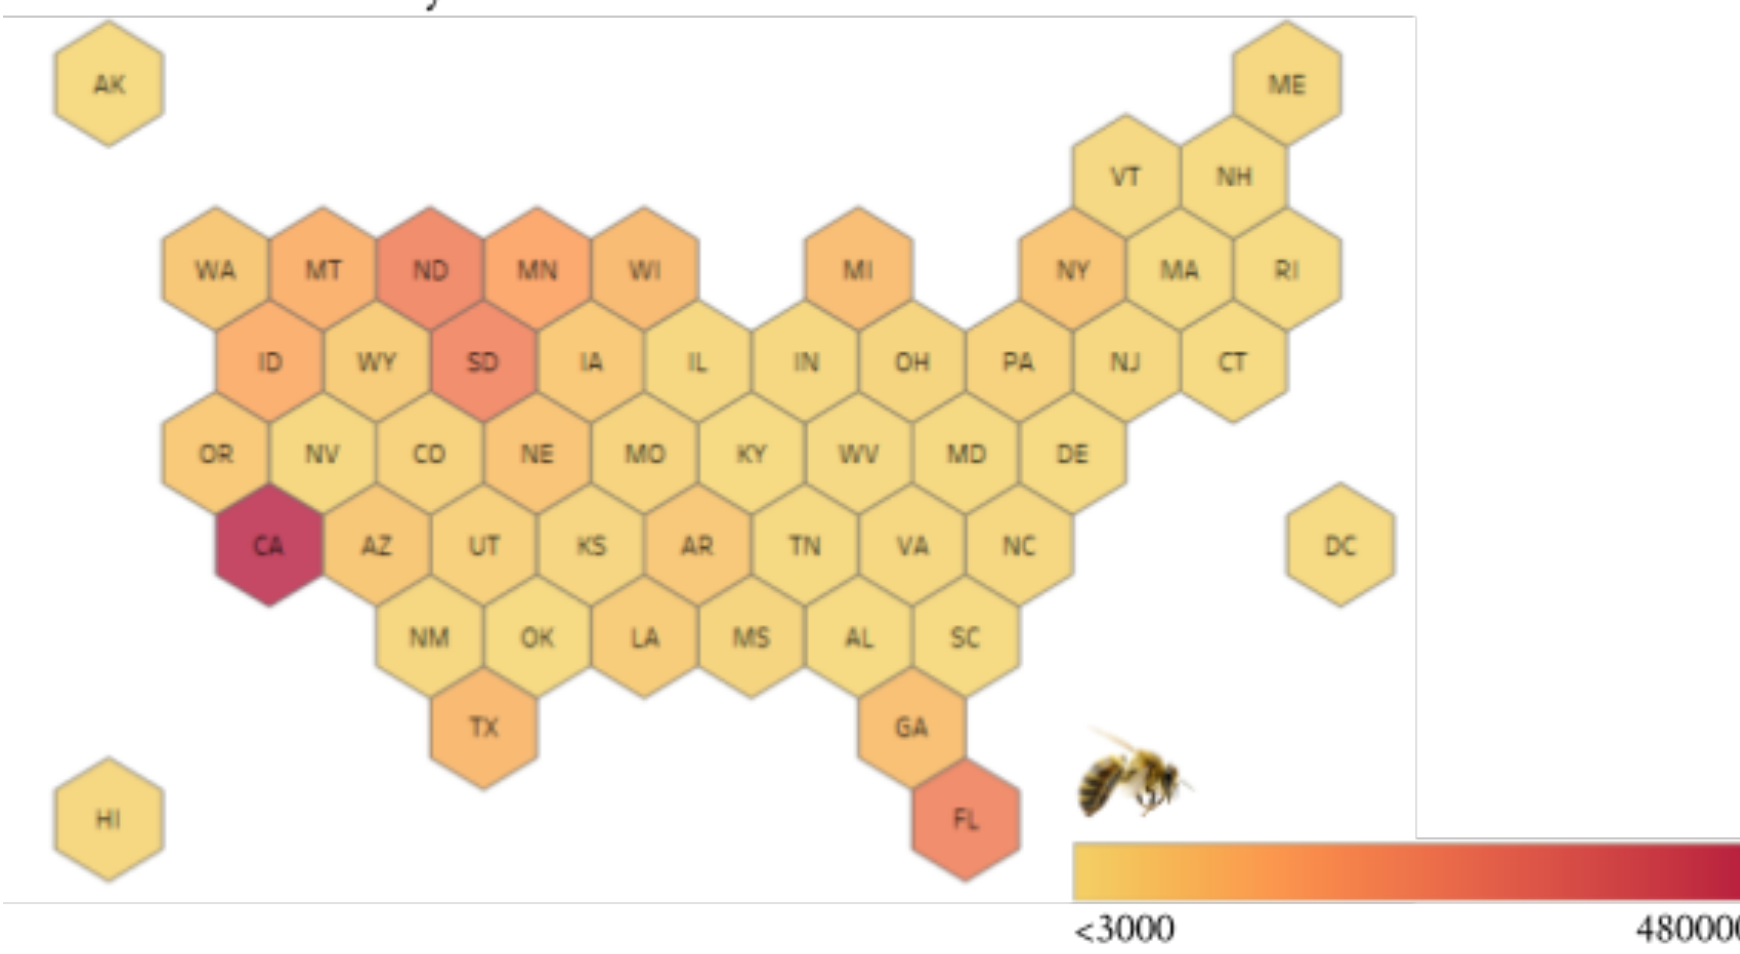 AK ME
VT NH
WA MT ND MN WI MI NY MA RI
ID WY SD IA IL IN OH PA NJ CT
OR NV CO NE MO KY WV MD DE
CA AZ UT KS AR TN VA NC DC
NM OK LA MS AL SC
TX GA
HI FL
<3000 480000